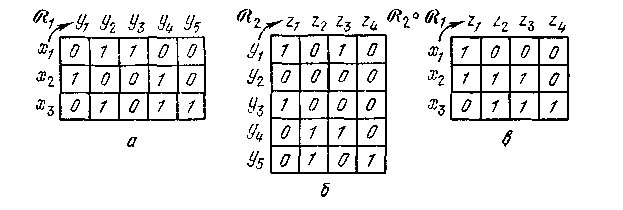 ℛ₁ y₁ y₂ y₃ y₄ y₅
x₁ 0 1 1 0 0
x₂ 1 0 0 1 0
x₃ 0 1 0 1 1
а
ℛ₂ z₁ z₂ z₃ z₄
y₁ 1 0 1 0
y₂ 0 0 0 0
y₃ 1 0 0 0
y₄ 0 1 1 0
y₅ 0 1 0 1
б
ℛ₂∘ℛ₁ z₁ z₂ z₃ z₄
x₁ 1 0 0 0
x₂ 1 1 1 0
x₃ 0 1 1 1
в